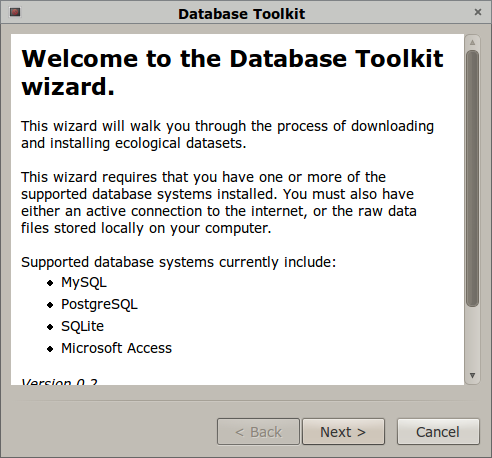 Database Toolkit
Welcome to the Database Toolkit
wizard.
This wizard will walk you through the process of downloading
and installing ecological datasets.
This wizard requires that you have one or more of the
supported database systems installed. You must also have
either an active connection to the internet, or the raw data
files stored locally on your computer.
Supported database systems currently include:
MySQL
PostgreSQL
SQLite
Microsoft Access
Version 0.2
< Back
Next >
Cancel